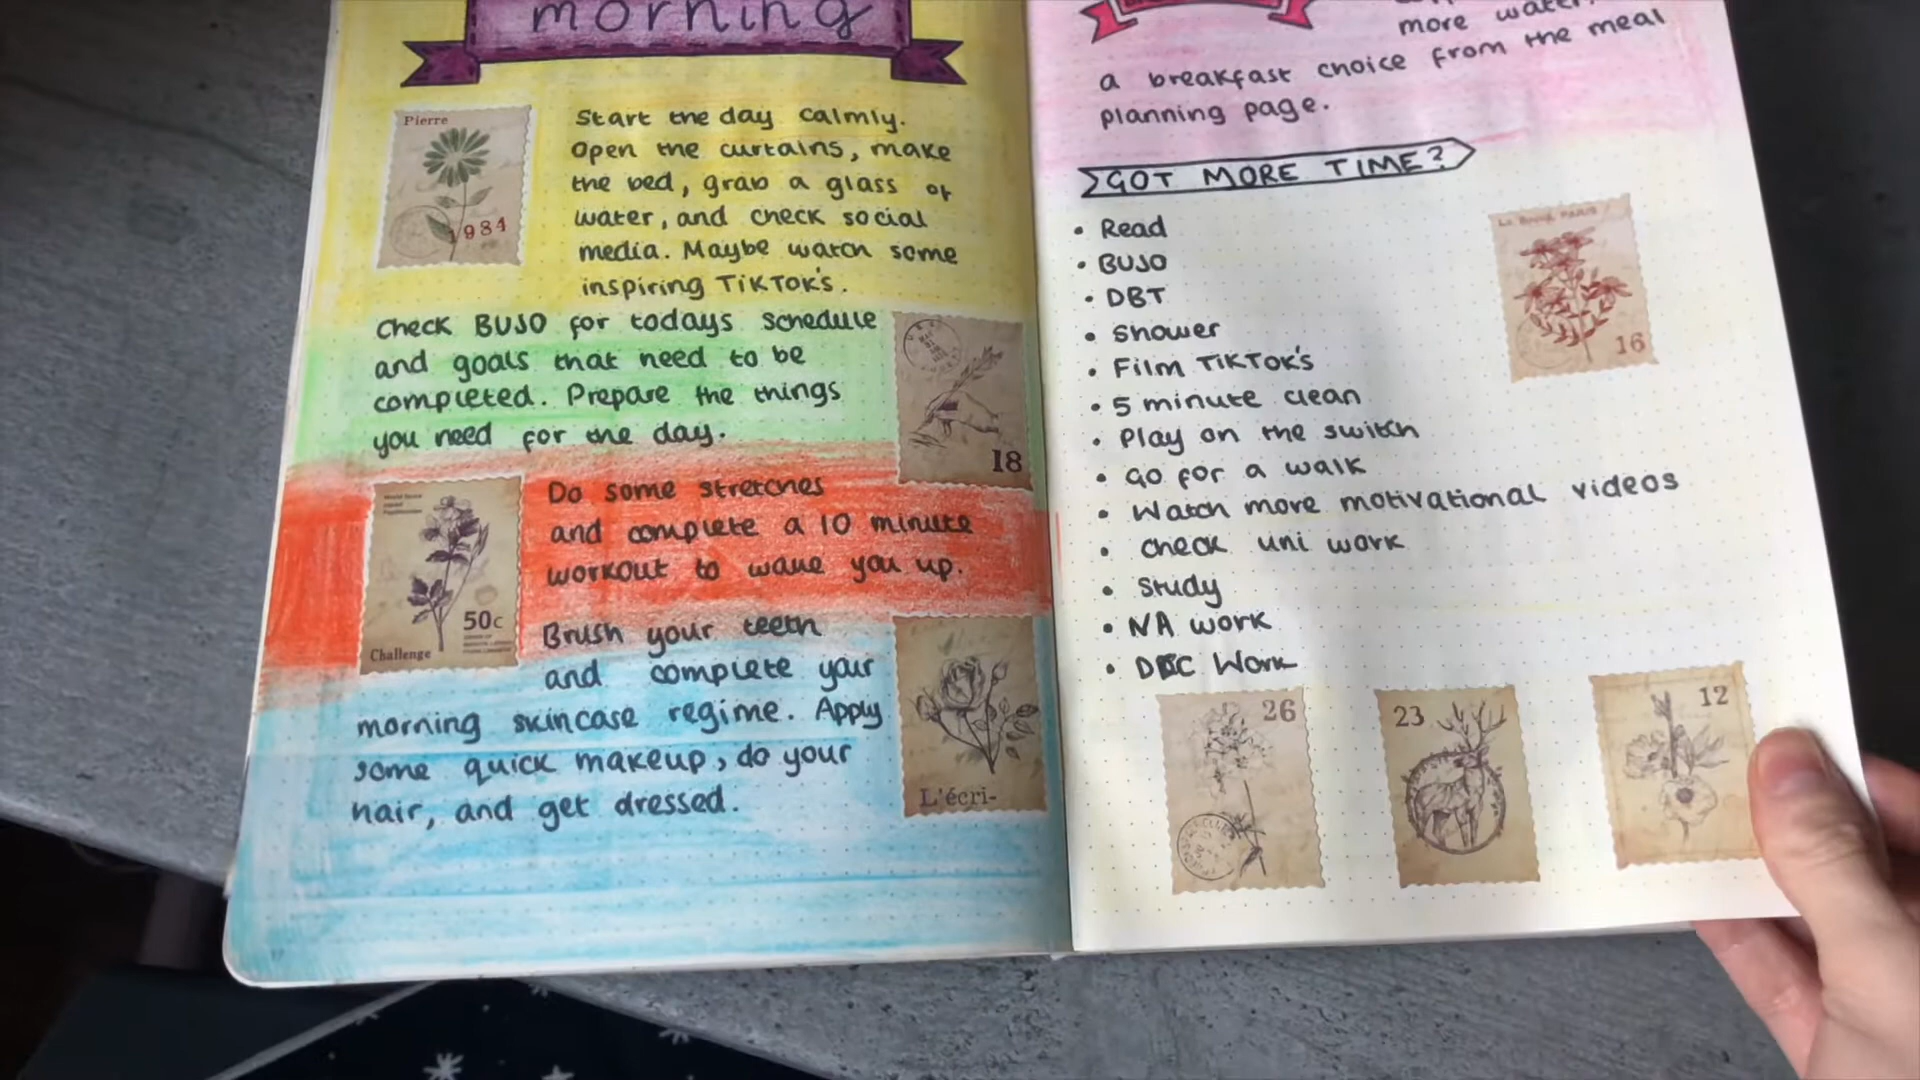 morning
Pierre
1984
Start the day calmly.
Open the curtains, make
the bed, grab a glass of
water, and check social
media. Maybe watch some
inspiring TikTok's.
Check BUJO for todays schedule
and goals that need to be
completed. Prepare the things
you need for the day.
18
Do some stretches
and complete a 10 minute
workout to wake you up.
50c
Challenge
Brush your teeth
and complete your
morning skincase regime. Apply
some quick makeup, do your
hair, and get dressed.
L'écri-
more water.
a breakfast choice from the meal
planning page.
GOT MORE TIME?
• Read
• BUJO
• DBT
• Shower
• Film TikTok's
• 5 minute clean
• Play on the switch
• Go for a walk
• Watch more motivational videos
• Check uni work
• Study
• NA work
• Work
16
26
23
12